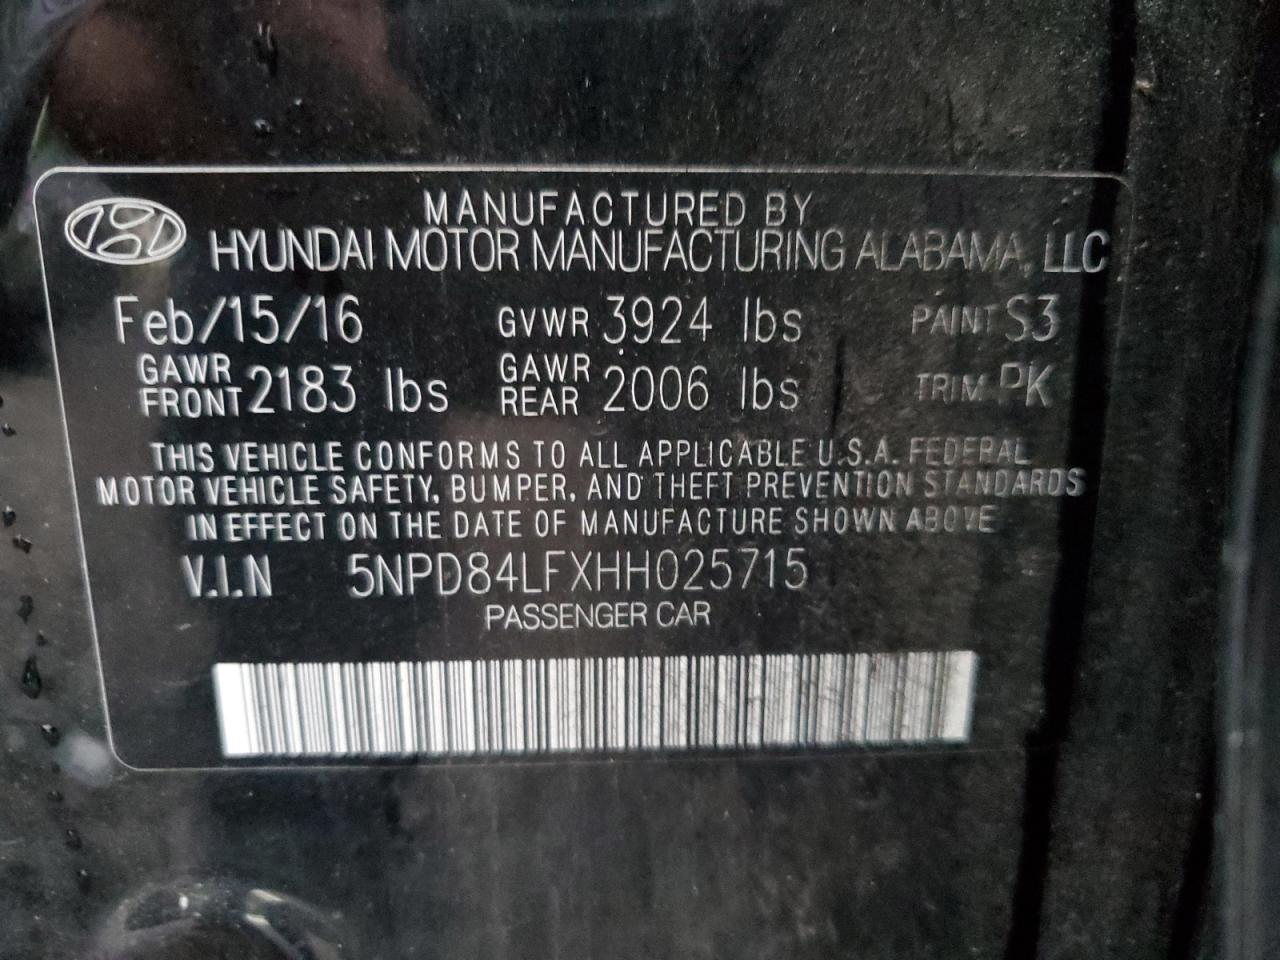 MANUFACTURED BY
HYUNDAI MOTOR MANUFACTURING ALABAMA, LLC
Feb/15/16 GVWR 3924 lbs PAINT S3
GAWR FRONT 2183 lbs GAWR REAR 2006 lbs TRIM PK
THIS VEHICLE CONFORMS TO ALL APPLICABLE U.S.A. FEDERAL
MOTOR VEHICLE SAFETY, BUMPER, AND THEFT PREVENTION STANDARDS
IN EFFECT ON THE DATE OF MANUFACTURE SHOWN ABOVE
V.I.N 5NPD84LFXHH025715
PASSENGER CAR